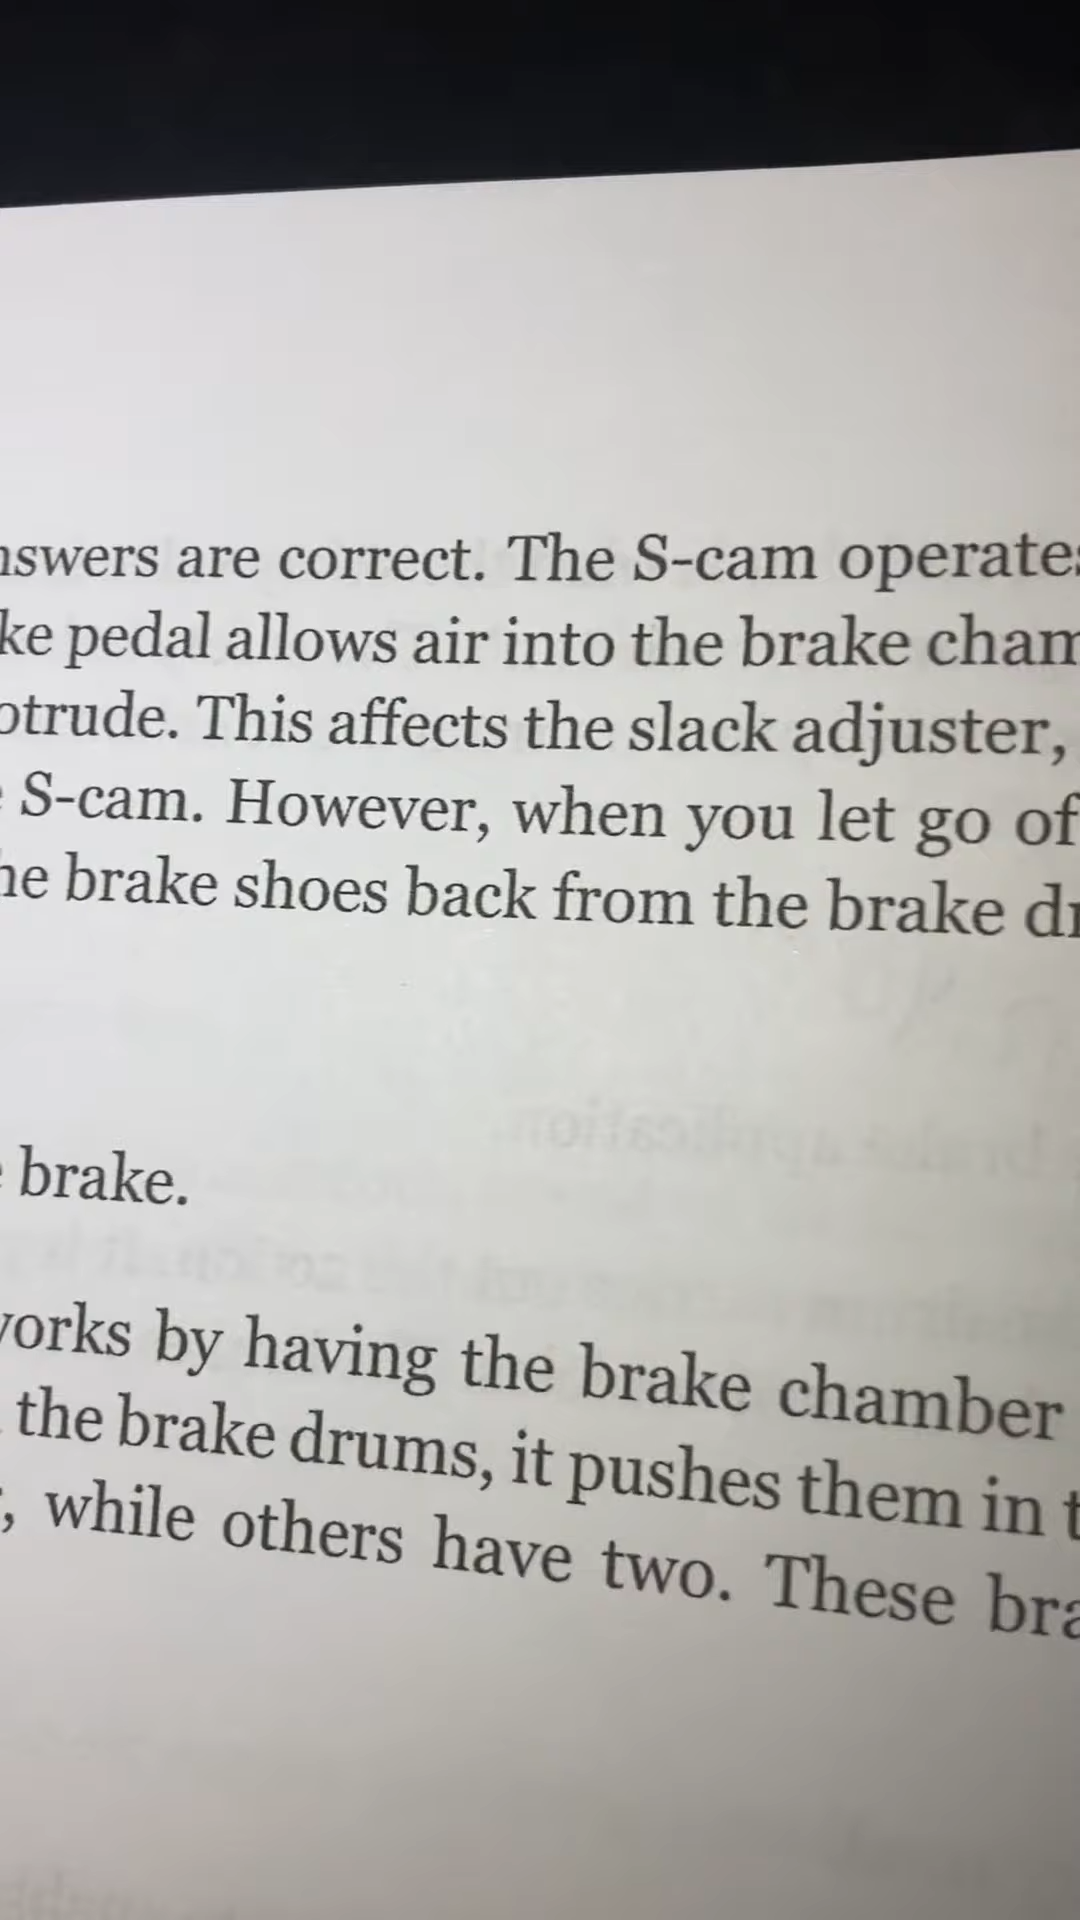 nswers are correct. The S-cam operates
ke pedal allows air into the brake cham
otrude. This affects the slack adjuster,
S-cam. However, when you let go of
he brake shoes back from the brake dr
brake.
orks by having the brake chamber
the brake drums, it pushes them in t
, while others have two. These bra